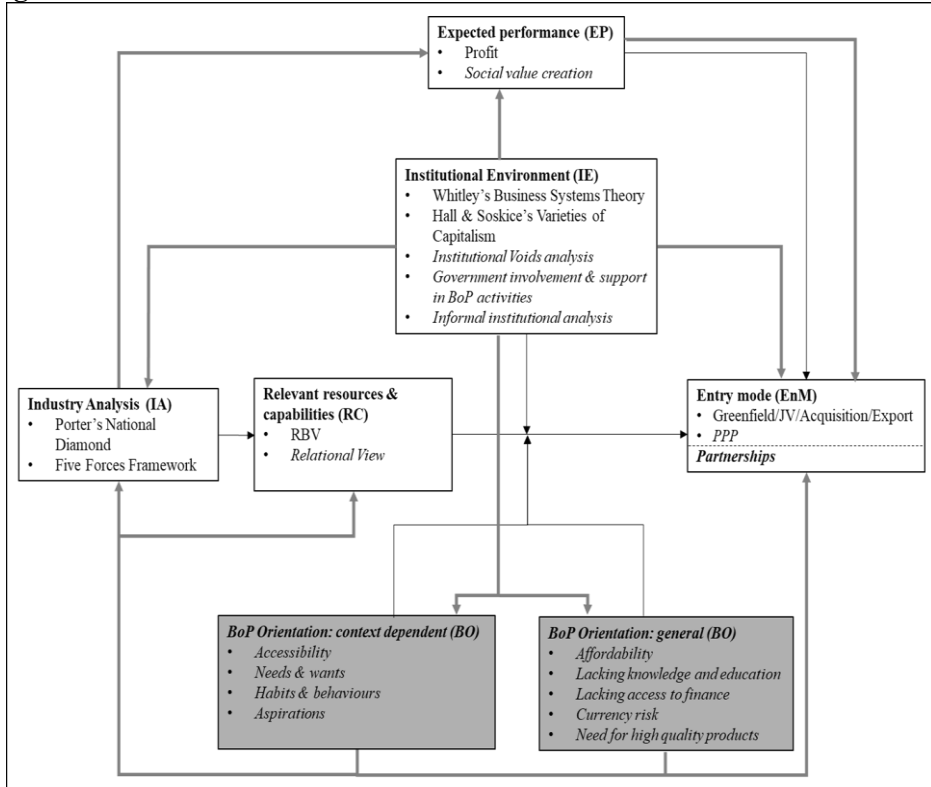 Expected performance (EP)
• Profit
• Social value creation
Institutional Environment (IE)
• Whitley's Business Systems Theory
• Hall & Soskice's Varieties of
Capitalism
• Institutional Voids analysis
• Government involvement & support
in BoP activities
• Informal institutional analysis
Industry Analysis (IA)
• Porter's National
Diamond
• Five Forces Framework
Relevant resources &
capabilities (RC)
• RBV
• Relational View
Entry mode (EnM)
• Greenfield/JV/Acquisition/Export
• PPP
Partnerships
BoP Orientation: context dependent (BO)
• Accessibility
• Needs & wants
• Habits & behaviours
• Aspirations
BoP Orientation: general (BO)
• Affordability
• Lacking knowledge and education
• Lacking access to finance
• Currency risk
• Need for high quality products